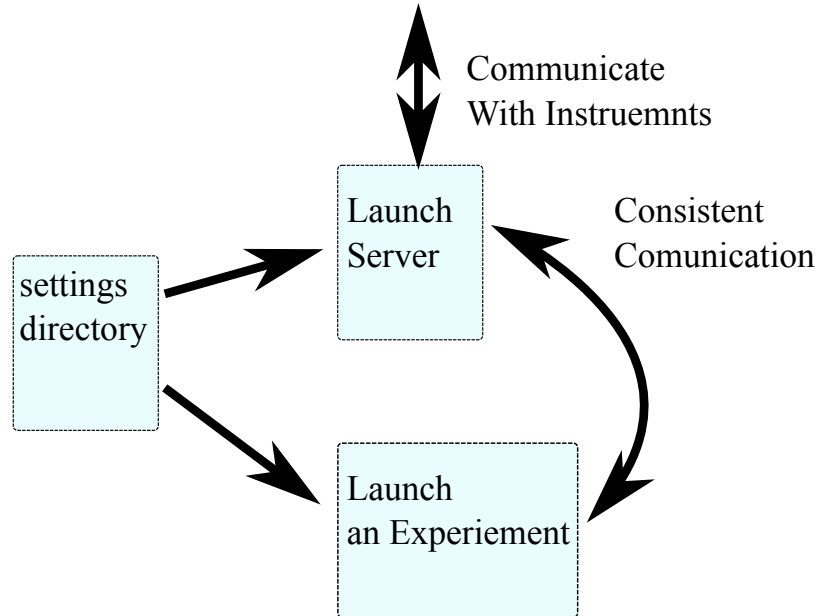 Communicate
With Instruemnts
Launch
Server
Consistent
Comunication
settings
directory
Launch
an Experiement